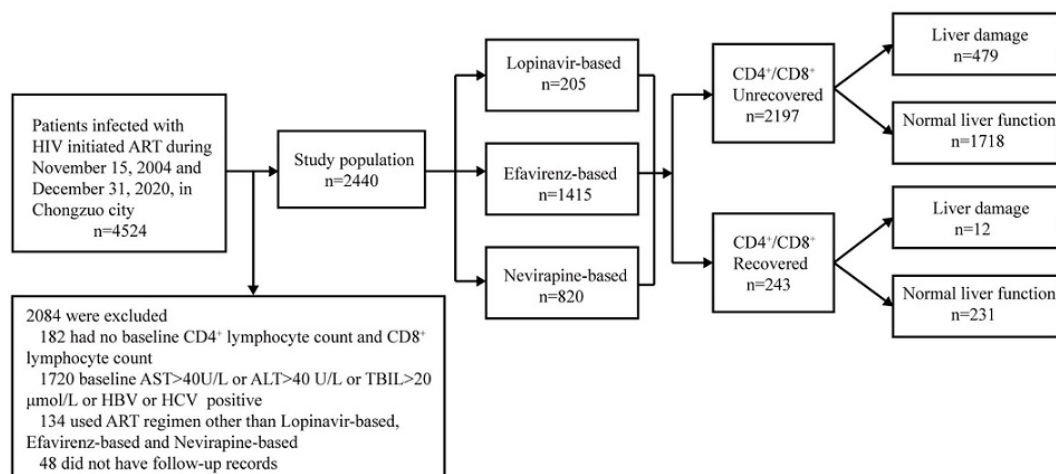 Patients infected with
HIV initiated ART during
November 15, 2004 and
December 31, 2020, in
Chongzuo city
n=4524
2084 were excluded
182 had no baseline CD4⁺ lymphocyte count and CD8⁺
lymphocyte count
1720 baseline AST>40U/L or ALT>40 U/L or TBIL>20
μmol/L or HBV or HCV positive
134 used ART regimen other than Lopinavir-based,
Efavirenz-based and Nevirapine-based
48 did not have follow-up records
Study population
n=2440
Lopinavir-based
n=205
Efavirenz-based
n=1415
Nevirapine-based
n=820
CD4⁺/CD8⁺
Unrecovered
n=2197
CD4⁺/CD8⁺
Recovered
n=243
Liver damage
n=479
Normal liver function
n=1718
Liver damage
n=12
Normal liver function
n=231